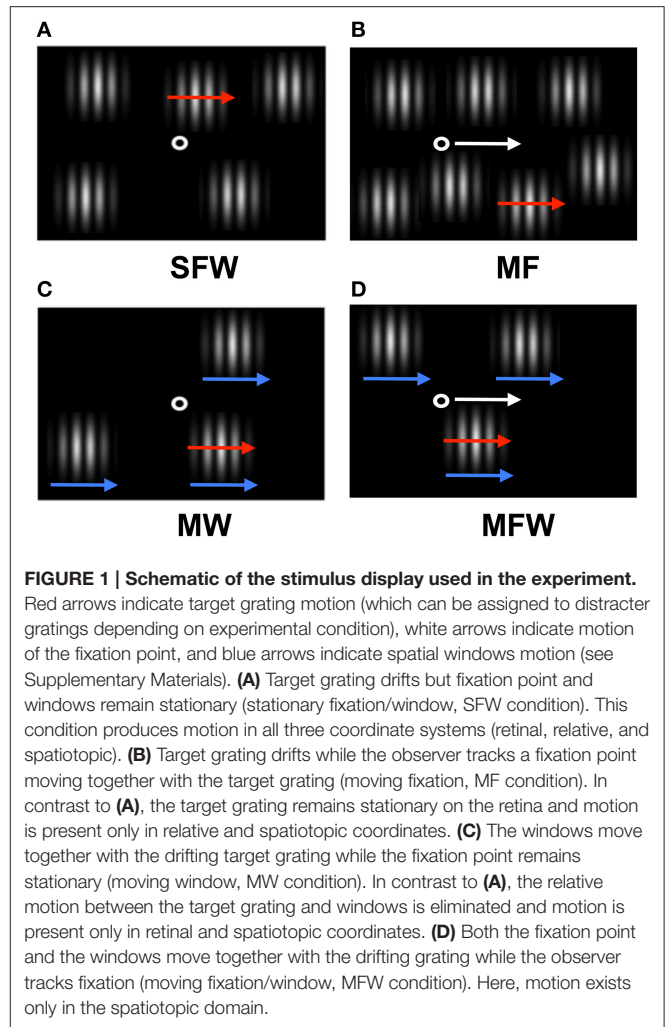 A
B
SFW
MF
C
D
MW
MFW
FIGURE 1 | Schematic of the stimulus display used in the experiment.
Red arrows indicate target grating motion (which can be assigned to distracter
gratings depending on experimental condition), white arrows indicate motion
of the fixation point, and blue arrows indicate spatial windows motion (see
Supplementary Materials). (A) Target grating drifts but fixation point and
windows remain stationary (stationary fixation/window, SFW condition). This
condition produces motion in all three coordinate systems (retinal, relative, and
spatiotopic). (B) Target grating drifts while the observer tracks a fixation point
moving together with the target grating (moving fixation, MF condition). In
contrast to (A), the target grating remains stationary on the retina and motion
is present only in relative and spatiotopic coordinates. (C) The windows move
together with the drifting target grating while the fixation point remains
stationary (moving window, MW condition). In contrast to (A), the relative
motion between the target grating and windows is eliminated and motion is
present only in retinal and spatiotopic coordinates. (D) Both the fixation point
and the windows move together with the drifting grating while the observer
tracks fixation (moving fixation/window, MFW condition). Here, motion exists
only in the spatiotopic domain.